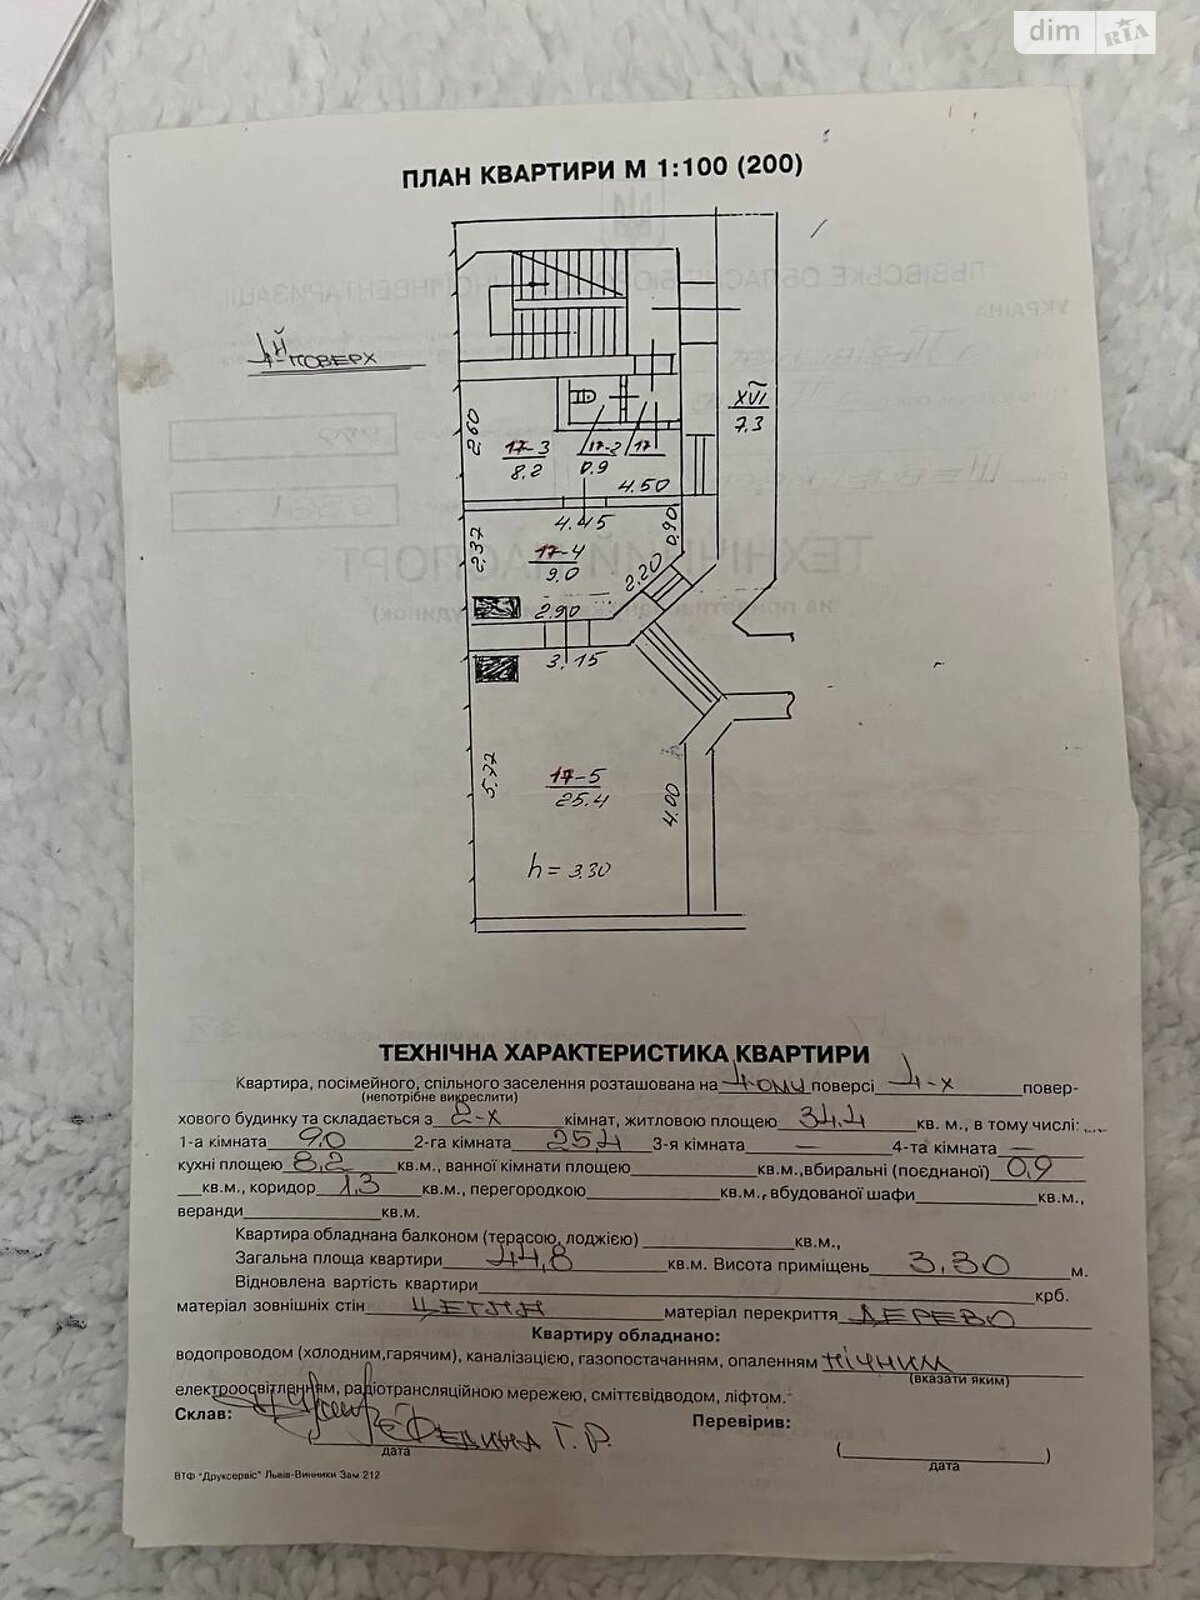 dim RIA
ПЛАН КВАРТИРИ М 1:100 (200)
4й ПОВЕРХ
XVI
7.3
2.60
17-3
8.2
17-2
0.9
17
4.50
4.45
0.90
2.37
17-4
9.0
2.20
2.90
3.15
5.77
17-5
25.4
4.00
h = 3.30
ТЕХНІЧНА ХАРАКТЕРИСТИКА КВАРТИРИ
Квартира, посімейного, спільного заселення розташована на 4-ому поверсі 4-х повер-
(непотрібне викреслити)
хового будинку та складається з 2-х кімнат, житловою площею 34.4 кв. м., в тому числі:
1-а кімната 9.0 2-га кімната 25,4 3-я кімната — 4-та кімната —
кухні площею 8,2 кв.м., ванної кімнати площею кв.м.,вбиральні (поєднаної) 0,9
кв.м., коридор 1,3 кв.м., перегородкою кв.м., вбудованої шафи кв.м.,
веранди кв.м.
Квартира обладнана балконом (терасою, лоджією) кв.м.,
Загальна площа квартири 44,8 кв.м. Висота приміщень 3.30 м.
Відновлена вартість квартири крб.
матеріал зовнішніх стін ЦЕГЛЯН матеріал перекриття ДЕРЕВО
Квартиру обладнано:
водопроводом (холодним,гарячим), каналізацією, газопостачанням, опаленням пічним
(вказати яким)
електроосвітленням, радіотрансляційною мережею, сміттєвідводом, ліфтом.
Склав: Федина Г. Р. Перевірив:
дата ( )
дата
ВТФ "Друксервіс" Львів-Винники Зам 212